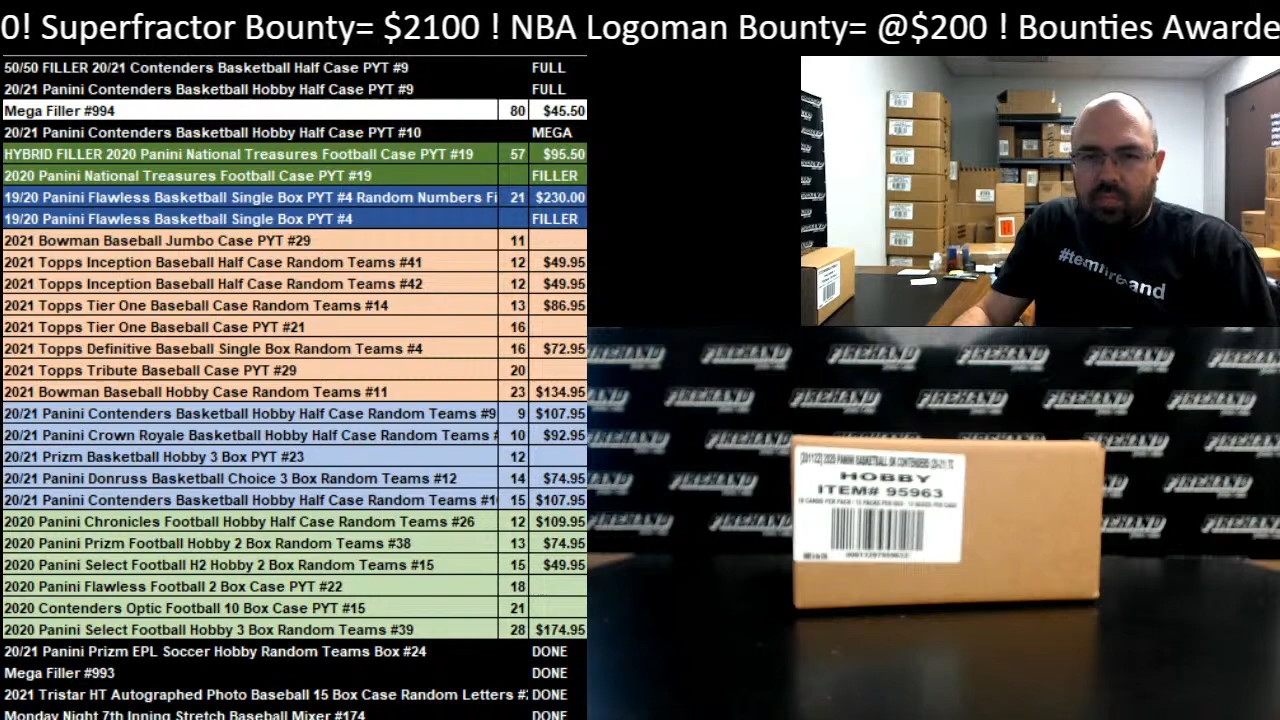 0! Superfractor Bounty= $2100 ! NBA Logoman Bounty= @$200 ! Bounties Awarde
50/50 FILLER 20/21 Contenders Basketball Half Case PYT #9 FULL
20/21 Panini Contenders Basketball Hobby Half Case PYT #9 FULL
Mega Filler #994 80 $45.50
20/21 Panini Contenders Basketball Hobby Half Case PYT #10 MEGA
HYBRID FILLER 2020 Panini National Treasures Football Case PYT #19 57 $95.50
2020 Panini National Treasures Football Case PYT #19 FILLER
19/20 Panini Flawless Basketball Single Box PYT #4 Random Numbers Fi 21 $230.00
19/20 Panini Flawless Basketball Single Box PYT #4 FILLER
2021 Bowman Baseball Jumbo Case PYT #29 11
2021 Topps Inception Baseball Half Case Random Teams #41 12 $49.95
2021 Topps Inception Baseball Half Case Random Teams #42 12 $49.95
2021 Topps Tier One Baseball Case Random Teams #14 13 $86.95
2021 Topps Tier One Baseball Case PYT #21 16
2021 Topps Definitive Baseball Single Box Random Teams #4 16 $72.95
2021 Topps Tribute Baseball Case PYT #29 20
2021 Bowman Baseball Hobby Case Random Teams #11 23 $134.95
20/21 Panini Contenders Basketball Hobby Half Case Random Teams #9 9 $107.95
20/21 Panini Crown Royale Basketball Hobby Half Case Random Teams # 10 $92.95
20/21 Prizm Basketball Hobby 3 Box PYT #23 12
20/21 Panini Donruss Basketball Choice 3 Box Random Teams #12 14 $74.95
20/21 Panini Contenders Basketball Hobby Half Case Random Teams #1 15 $107.95
2020 Panini Chronicles Football Hobby Half Case Random Teams #26 12 $109.95
2020 Panini Prizm Football Hobby 2 Box Random Teams #38 13 $74.95
2020 Panini Select Football H2 Hobby 2 Box Random Teams #15 15 $49.95
2020 Panini Flawless Football 2 Box Case PYT #22 18
2020 Contenders Optic Football 10 Box Case PYT #15 21
2020 Panini Select Football Hobby 3 Box Random Teams #39 28 $174.95
20/21 Panini Prizm EPL Soccer Hobby Random Teams Box #24 DONE
Mega Filler #993 DONE
2021 Tristar HT Autographed Photo Baseball 15 Box Case Random Letters #: DONE
Monday Night 7th Inning Stretch Baseball Mixer #174 DONE
FIREHAND FIREHAND FIREHAND FIREHAND
HOBBY
ITEM# 95963